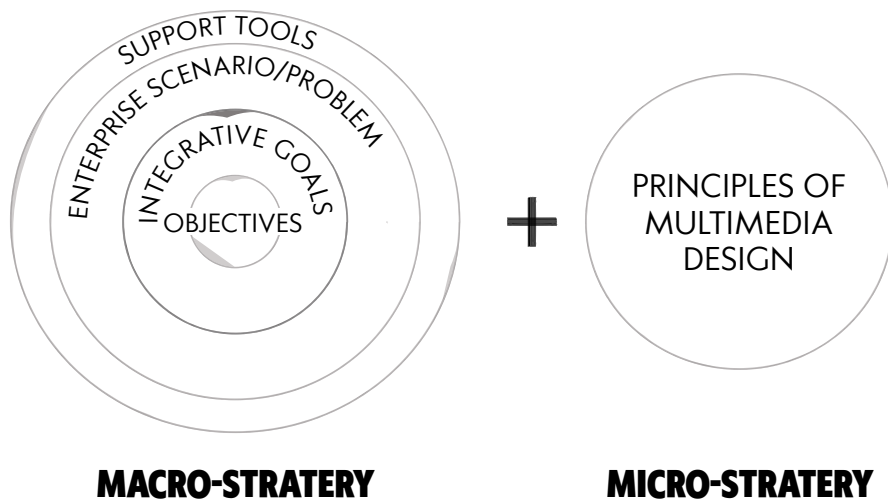 SUPPORT TOOLS
ENTERPRISE SCENARIO/PROBLEM
INTEGRATIVE GOALS
OBJECTIVES
+
PRINCIPLES OF
MULTIMEDIA
DESIGN
MACRO-STRATERY
MICRO-STRATERY